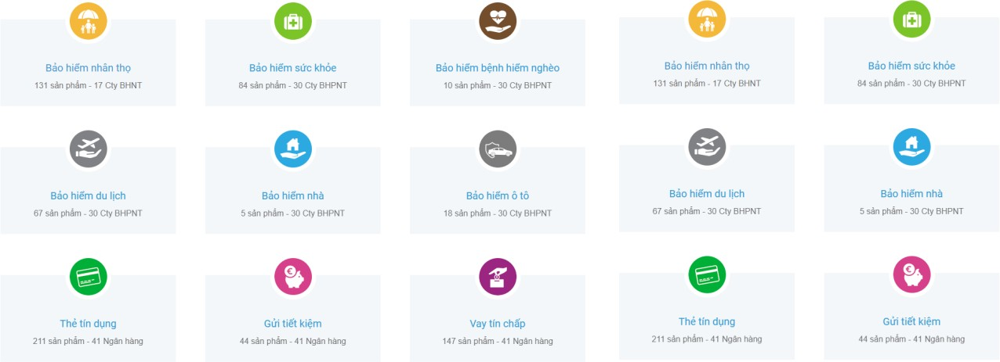 Bảo hiểm nhân thọ
131 sản phẩm - 17 Cty BHNT
Bảo hiểm sức khỏe
84 sản phẩm - 30 Cty BHPNT
Bảo hiểm bệnh hiểm nghèo
10 sản phẩm - 30 Cty BHPNT
Bảo hiểm nhân thọ
131 sản phẩm - 17 Cty BHNT
Bảo hiểm sức khỏe
84 sản phẩm - 30 Cty BHPNT
Bảo hiểm du lịch
67 sản phẩm - 30 Cty BHPNT
Bảo hiểm nhà
5 sản phẩm - 30 Cty BHPNT
Bảo hiểm ô tô
18 sản phẩm - 30 Cty BHPNT
Bảo hiểm du lịch
67 sản phẩm - 30 Cty BHPNT
Bảo hiểm nhà
5 sản phẩm - 30 Cty BHPNT
Thẻ tín dụng
211 sản phẩm - 41 Ngân hàng
Gửi tiết kiệm
44 sản phẩm - 41 Ngân hàng
Vay tín chấp
147 sản phẩm - 41 Ngân hàng
Thẻ tín dụng
211 sản phẩm - 41 Ngân hàng
Gửi tiết kiệm
44 sản phẩm - 41 Ngân hàng